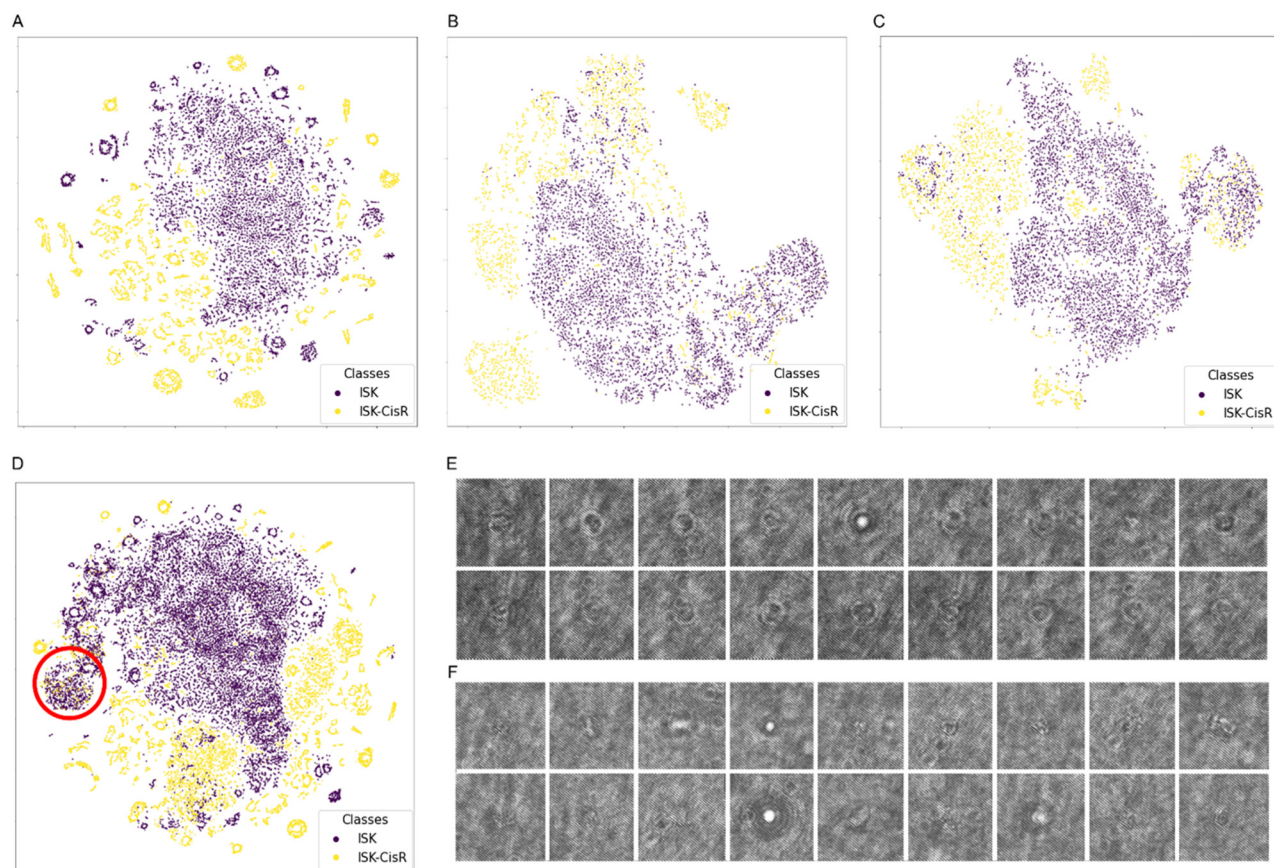 A
B
C
Classes
ISK
ISK-CisR
Classes
ISK
ISK-CisR
Classes
ISK
ISK-CisR
D
Classes
ISK
ISK-CisR
E
F